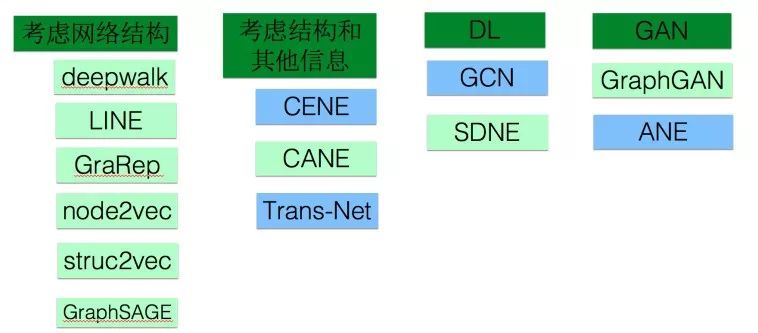 考虑网络结构
deepwalk
LINE
GraRep
node2vec
struc2vec
GraphSAGE
考虑结构和
其他信息
CENE
CANE
Trans-Net
DL
GCN
SDNE
GAN
GraphGAN
ANE